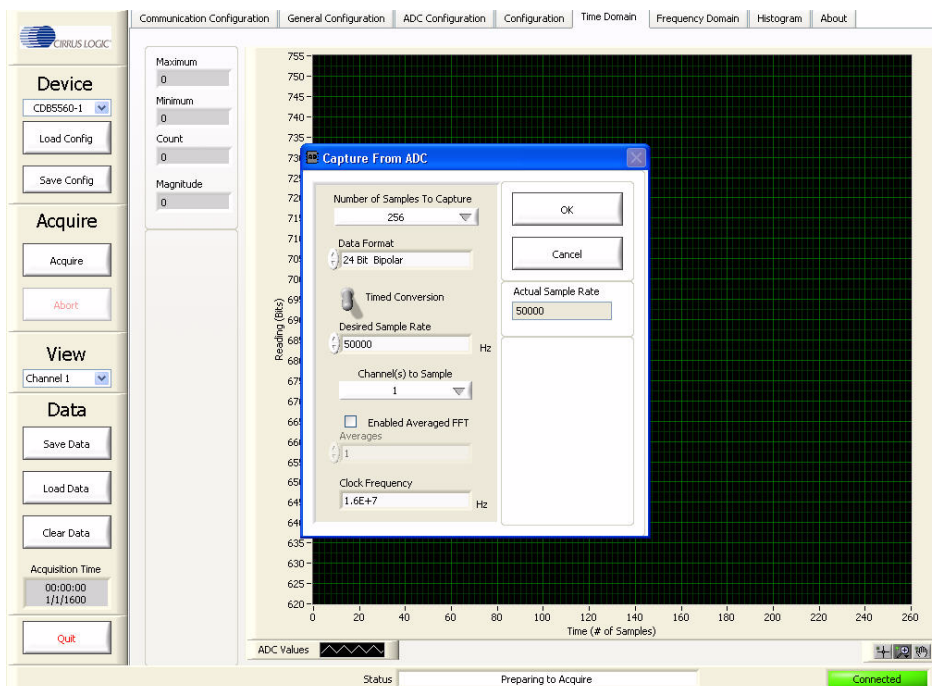 Communication Configuration
General Configuration
ADC Configuration
Configuration
Time Domain
Frequency Domain
Histogram
About
CIRRUS LOGIC
Device
CDB5560-1
Load Config
Save Config
Acquire
Acquire
Abort
View
Channel 1
Data
Save Data
Load Data
Clear Data
Acquisition Time
00:00:00
1/1/1600
Quit
Maximum
0
Minimum
0
Count
0
Magnitude
0
Reading (Bits)
755
750
745
740
735
635
630
625
620
Capture From ADC
Number of Samples To Capture
256
Data Format
24 Bit Bipolar
Timed Conversion
Desired Sample Rate
50000
Hz
Channel(s) to Sample
1
Enabled Averaged FFT
Averages
1
Clock Frequency
1.6E+7
Hz
OK
Cancel
Actual Sample Rate
50000
0 20 40 60 80 100 120 140 160 180 200 220 240 260
Time (# of Samples)
ADC Values
Status
Preparing to Acquire
Connected